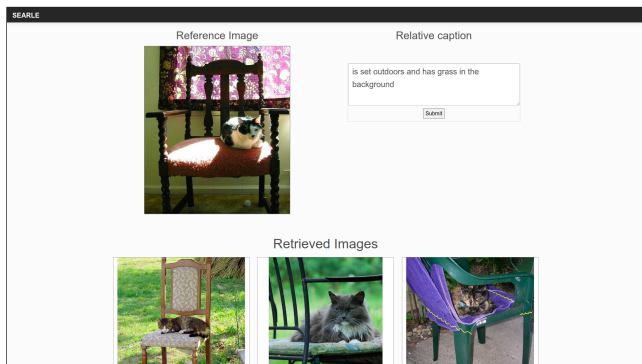 SEARLE
Reference Image
Relative caption
is set outdoors and has grass in the
background
Submit
Retrieved Images